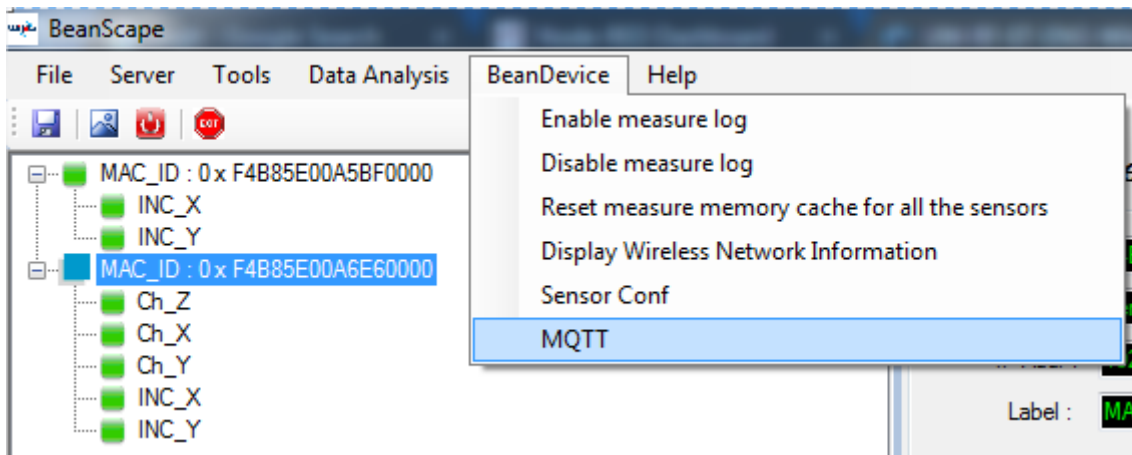 BeanScape
File Server Tools Data Analysis BeanDevice Help
Enable measure log
Disable measure log
Reset measure memory cache for all the sensors
Display Wireless Network Information
Sensor Conf
MQTT
MAC_ID : 0 x F4B85E00A5BF0000
INC_X
INC_Y
MAC_ID : 0 x F4B85E00A6E60000
Ch_Z
Ch_X
Ch_Y
INC_X
INC_Y
Label : MA